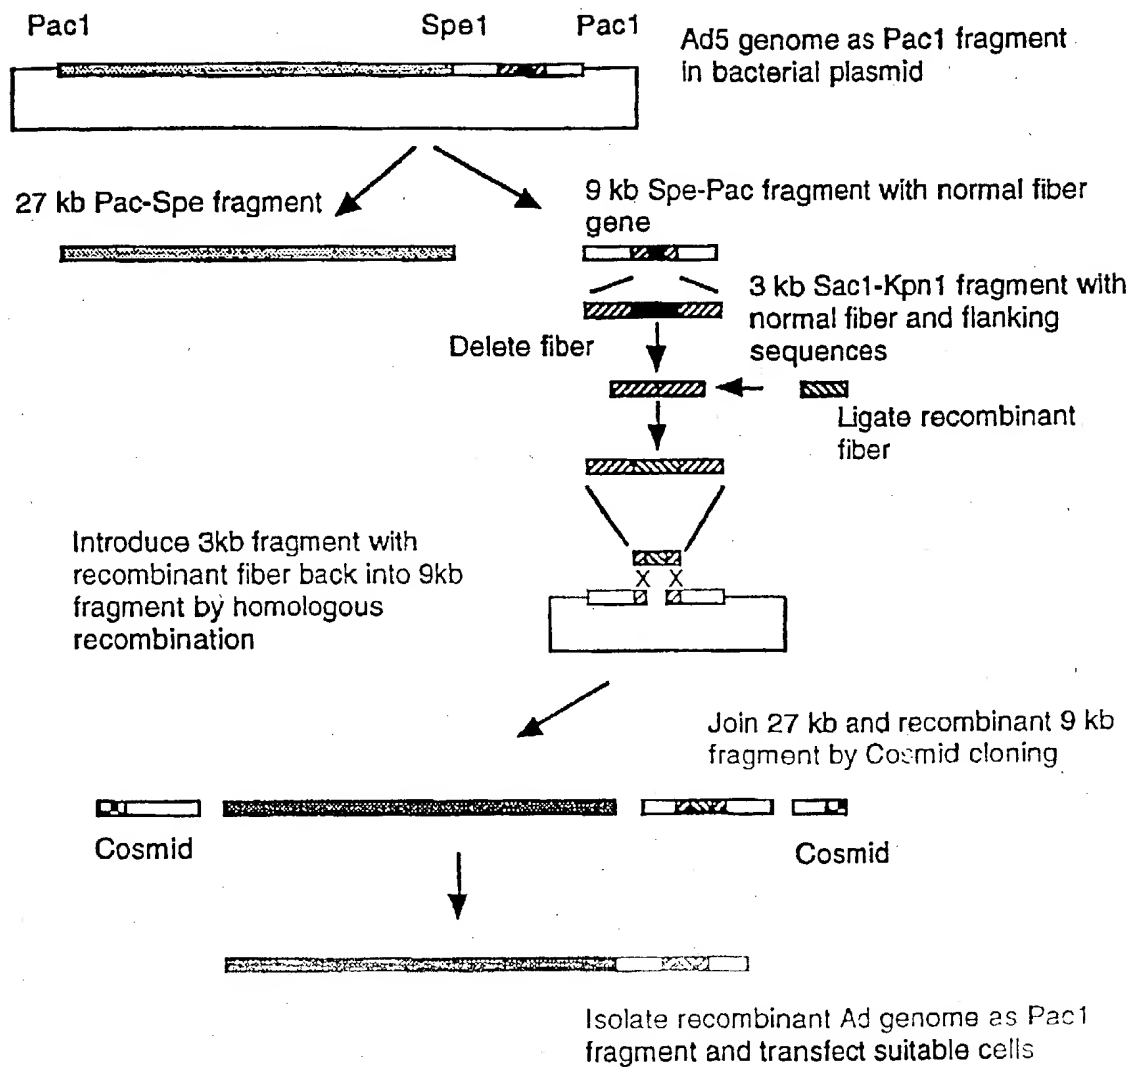 Pac1 Spe1 Pac1
Ad5 genome as Pac1 fragment
in bacterial plasmid
27 kb Pac-Spe fragment
9 kb Spe-Pac fragment with normal fiber
gene
3 kb Sac1-Kpn1 fragment with
normal fiber and flanking
sequences
Delete fiber
Ligate recombinant
fiber
Introduce 3kb fragment with
recombinant fiber back into 9kb
fragment by homologous
recombination
X X
Join 27 kb and recombinant 9 kb
fragment by Cosmid cloning
Cosmid
Cosmid
Isolate recombinant Ad genome as Pac1
fragment and transfect suitable cells